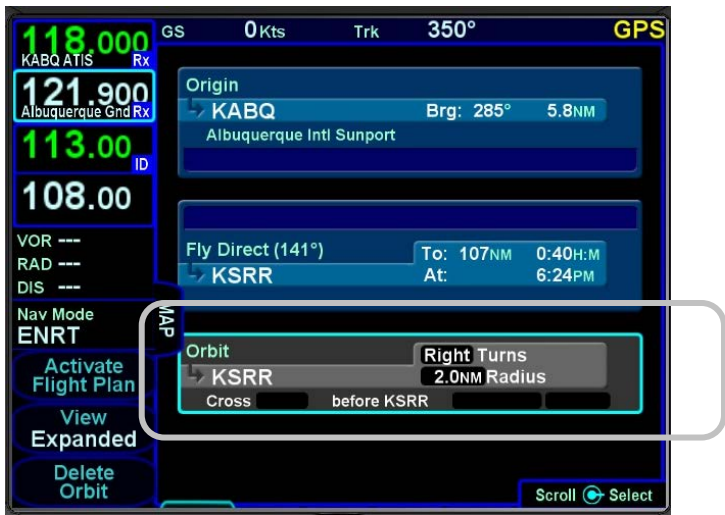 GS 0Kts Trk 350° GPS
118.000
KABQ ATIS Rx
121.900
Albuquerque Gnd Rx
113.00
ID
108.00
VOR ---
RAD ---
DIS ---
Nav Mode
ENRT
Activate
Flight Plan
View
Expanded
Delete
Orbit
MAP
Origin
KABQ Brg: 285° 5.8NM
Albuquerque Intl Sunport
Fly Direct (141°) To: 107NM 0:40H:M
KSRR At: 6:24PM
Orbit Right Turns
KSRR 2.0NM Radius
Cross before KSRR
Scroll Select